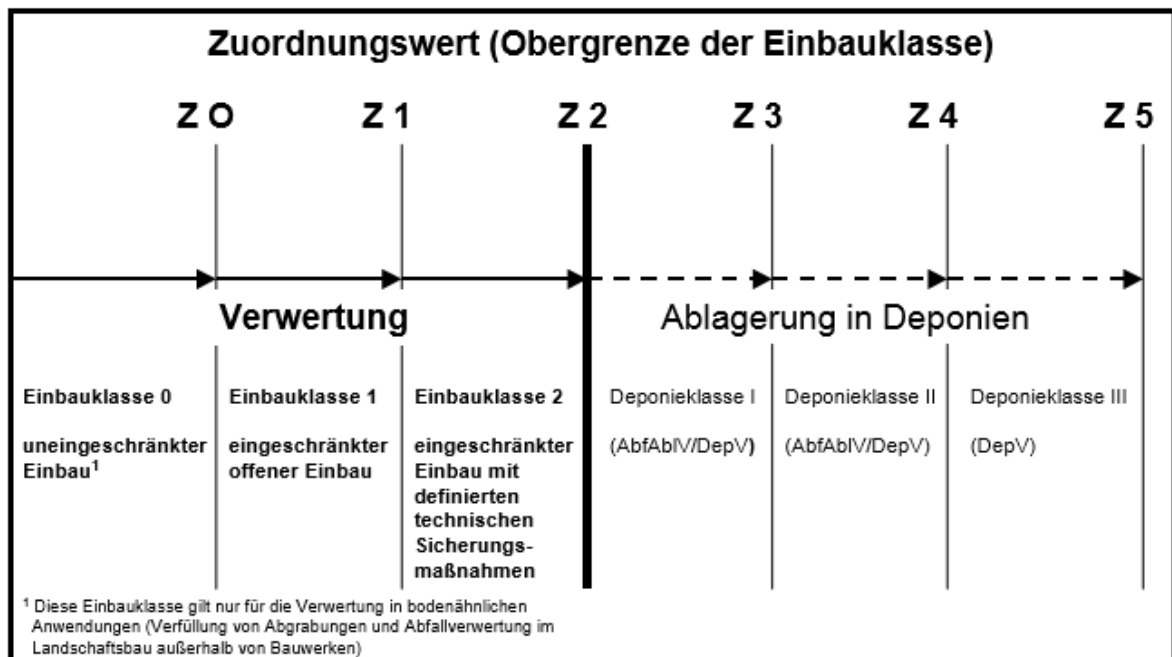 Zuordnungswert (Obergrenze der Einbauklasse)
Z O Z 1 Z 2 Z 3 Z 4 Z 5
Verwertung
Ablagerung in Deponien
Einbauklasse 0
uneingeschränkter
Einbau¹
Einbauklasse 1
eingeschränkter
offener Einbau
Einbauklasse 2
eingeschränkter
Einbau mit
definierten
technischen
Sicherungs-
maßnahmen
Deponieklasse I
(AbfAblV/DepV)
Deponieklasse II
(AbfAblV/DepV)
Deponieklasse III
(DepV)
¹ Diese Einbauklasse gilt nur für die Verwertung in bodenähnlichen
Anwendungen (Verfüllung von Abgrabungen und Abfallverwertung im
Landschaftsbau außerhalb von Bauwerken)